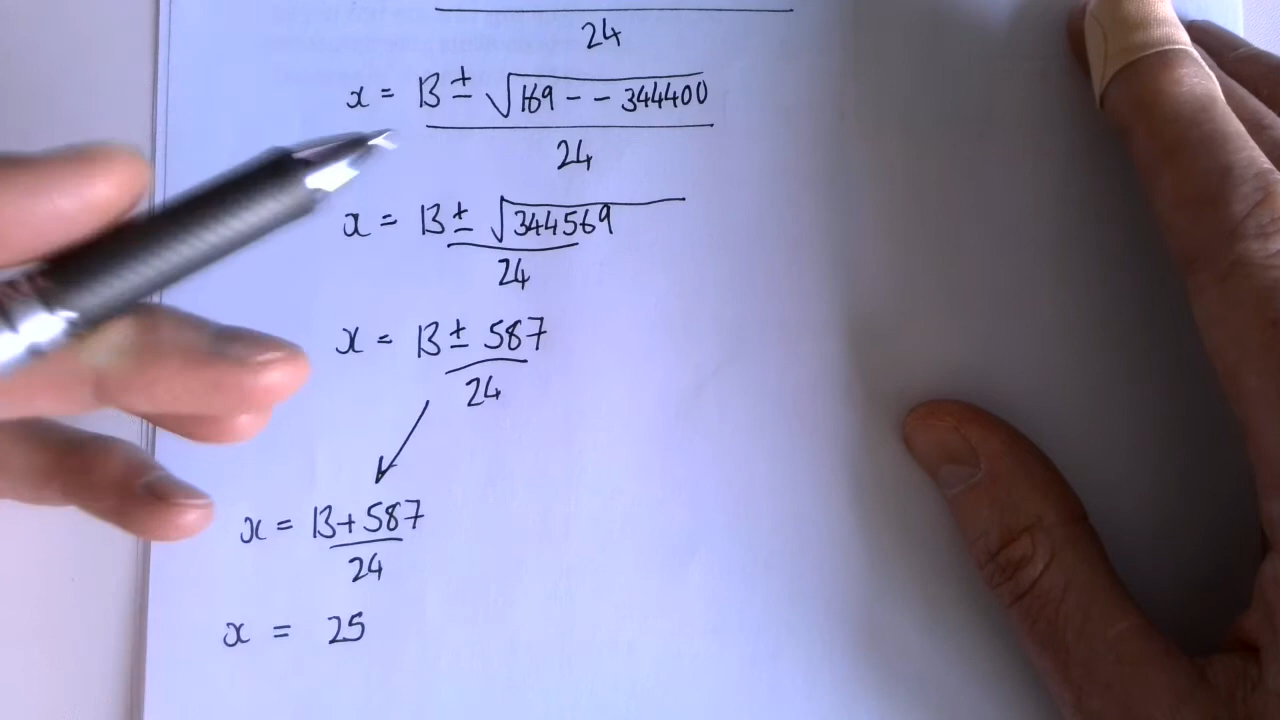 24
x = 13 ± √169 - - 344400
24
x = 13 ± √344569
24
x = 13 ± 587
24
x = 13 + 587
24
x = 25